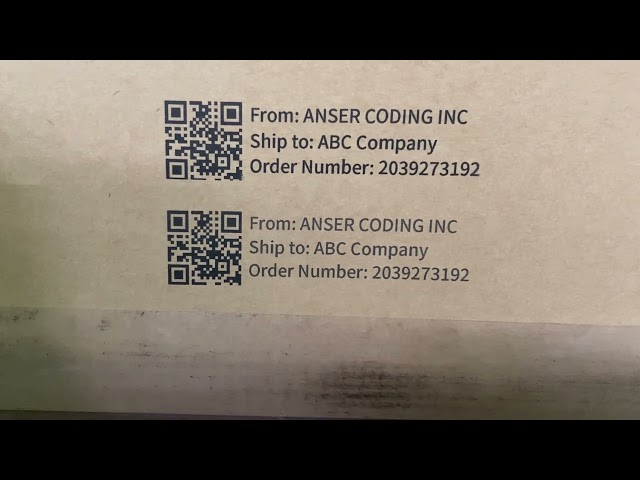 From: ANSER CODING INC
Ship to: ABC Company
Order Number: 2039273192
From: ANSER CODING INC
Ship to: ABC Company
Order Number: 2039273192